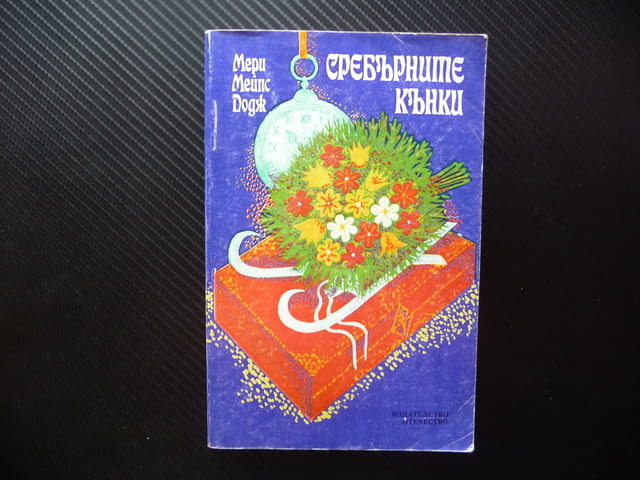 Мери
Мейпс
Додж
СРЕБЪРНИТЕ
КЪНКИ
ИЗДАТЕЛСТВО
ОТЕЧЕСТВО